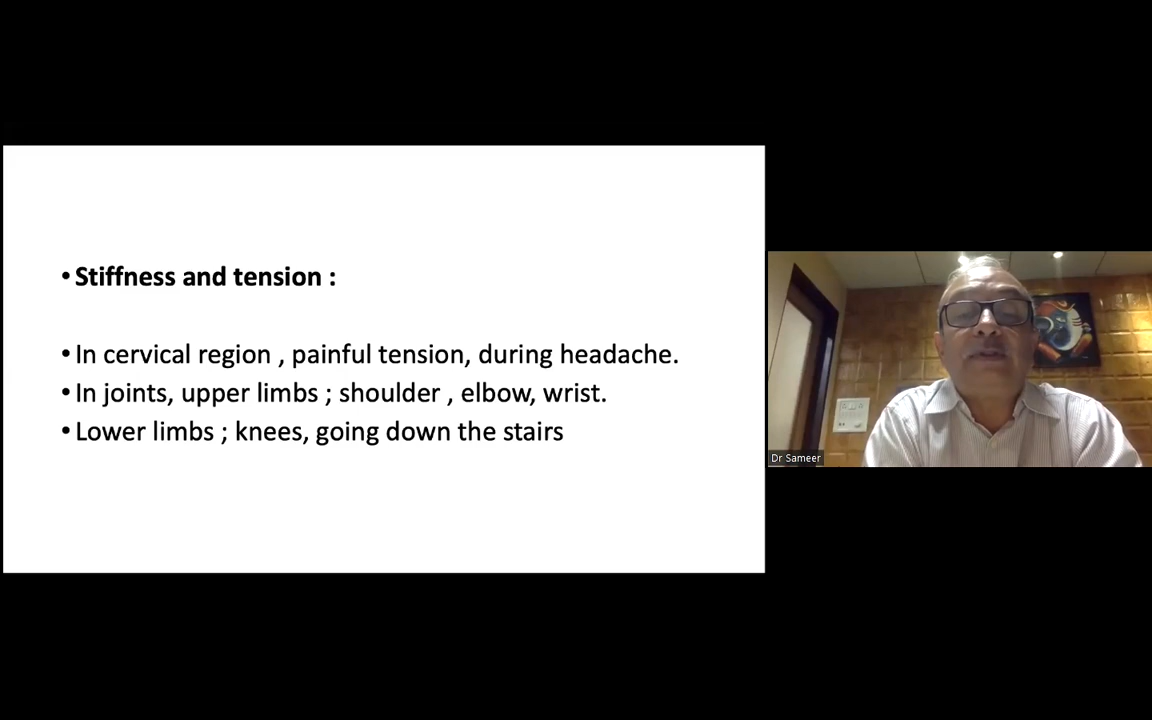 • Stiffness and tension :
• In cervical region , painful tension, during headache.
• In joints, upper limbs ; shoulder , elbow, wrist.
• Lower limbs ; knees, going down the stairs
Dr Sameer